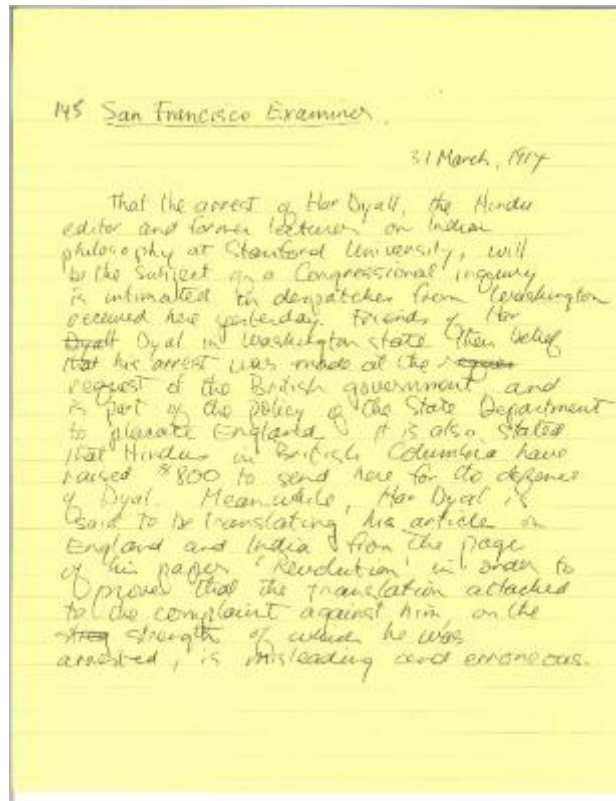 145 San Francisco Examiner.
31 March, 1914
That the arrest of Har Dyall, the Hindu
editor and former lecturer on Indian
philosophy at Stanford University, will
be the subject of a Congressional inquiry
is intimated in despatches from Washington
received here yesterday. Friends of Har
Dyall Dyal in Washington state their belief
that his arrest was made at the reques
request of the British government and
is part of the policy of the State Department
to placate England. It is also stated
that Hindus in British Columbia have
raised $800 to send here for the defense
of Dyal. Meanwhile, Har Dyal is
said to be translating his article on
England and India from the page
of his paper 'Revolution' in order to
prove that the translation attached
to the complaint against him, on the
streng strength of which he was
arrested, is misleading and erroneous.